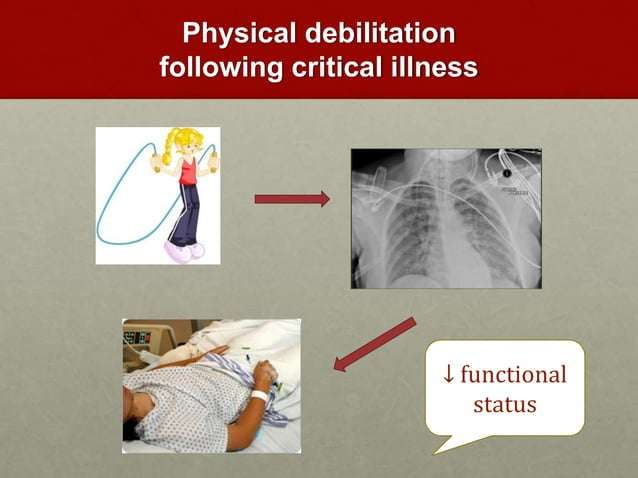 Physical debilitation
following critical illness
↓ functional
status